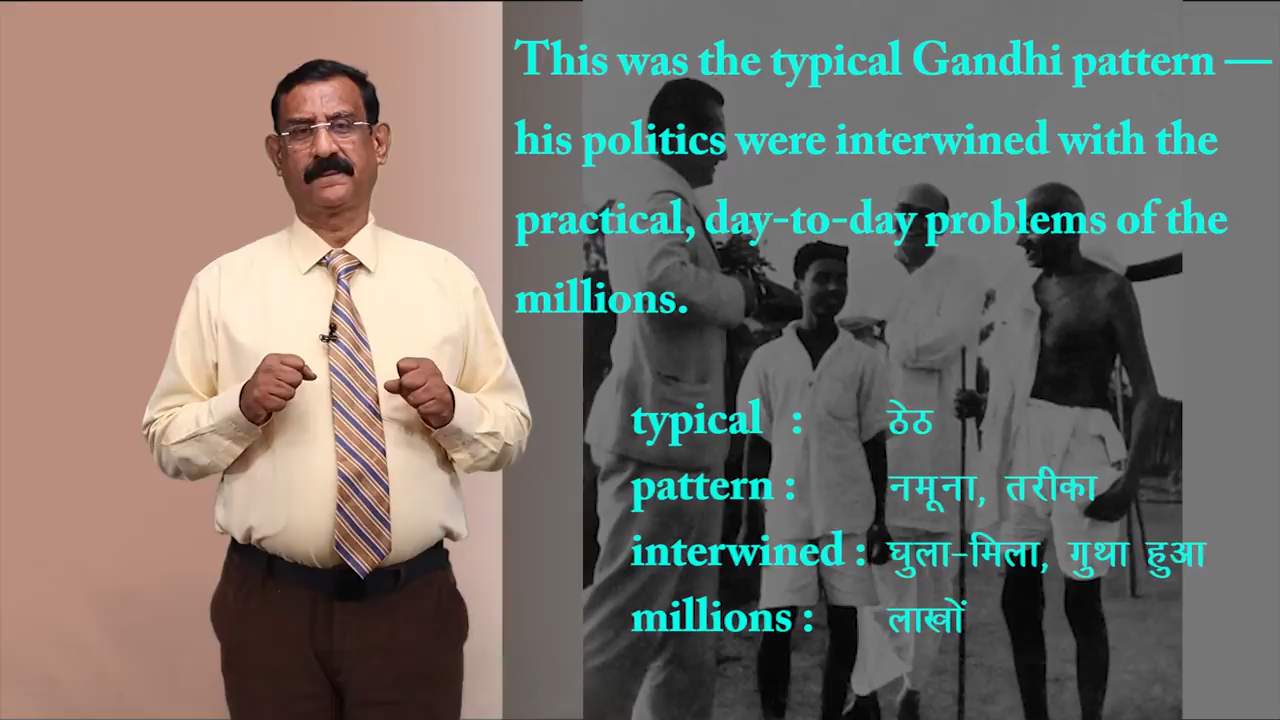 This was the typical Gandhi pattern —
his politics were interwined with the
practical, day-to-day problems of the
millions.
typical : ठेठ
pattern : नमूना, तरीका
interwined : घुला-मिला, गुथा हुआ
millions : लाखों